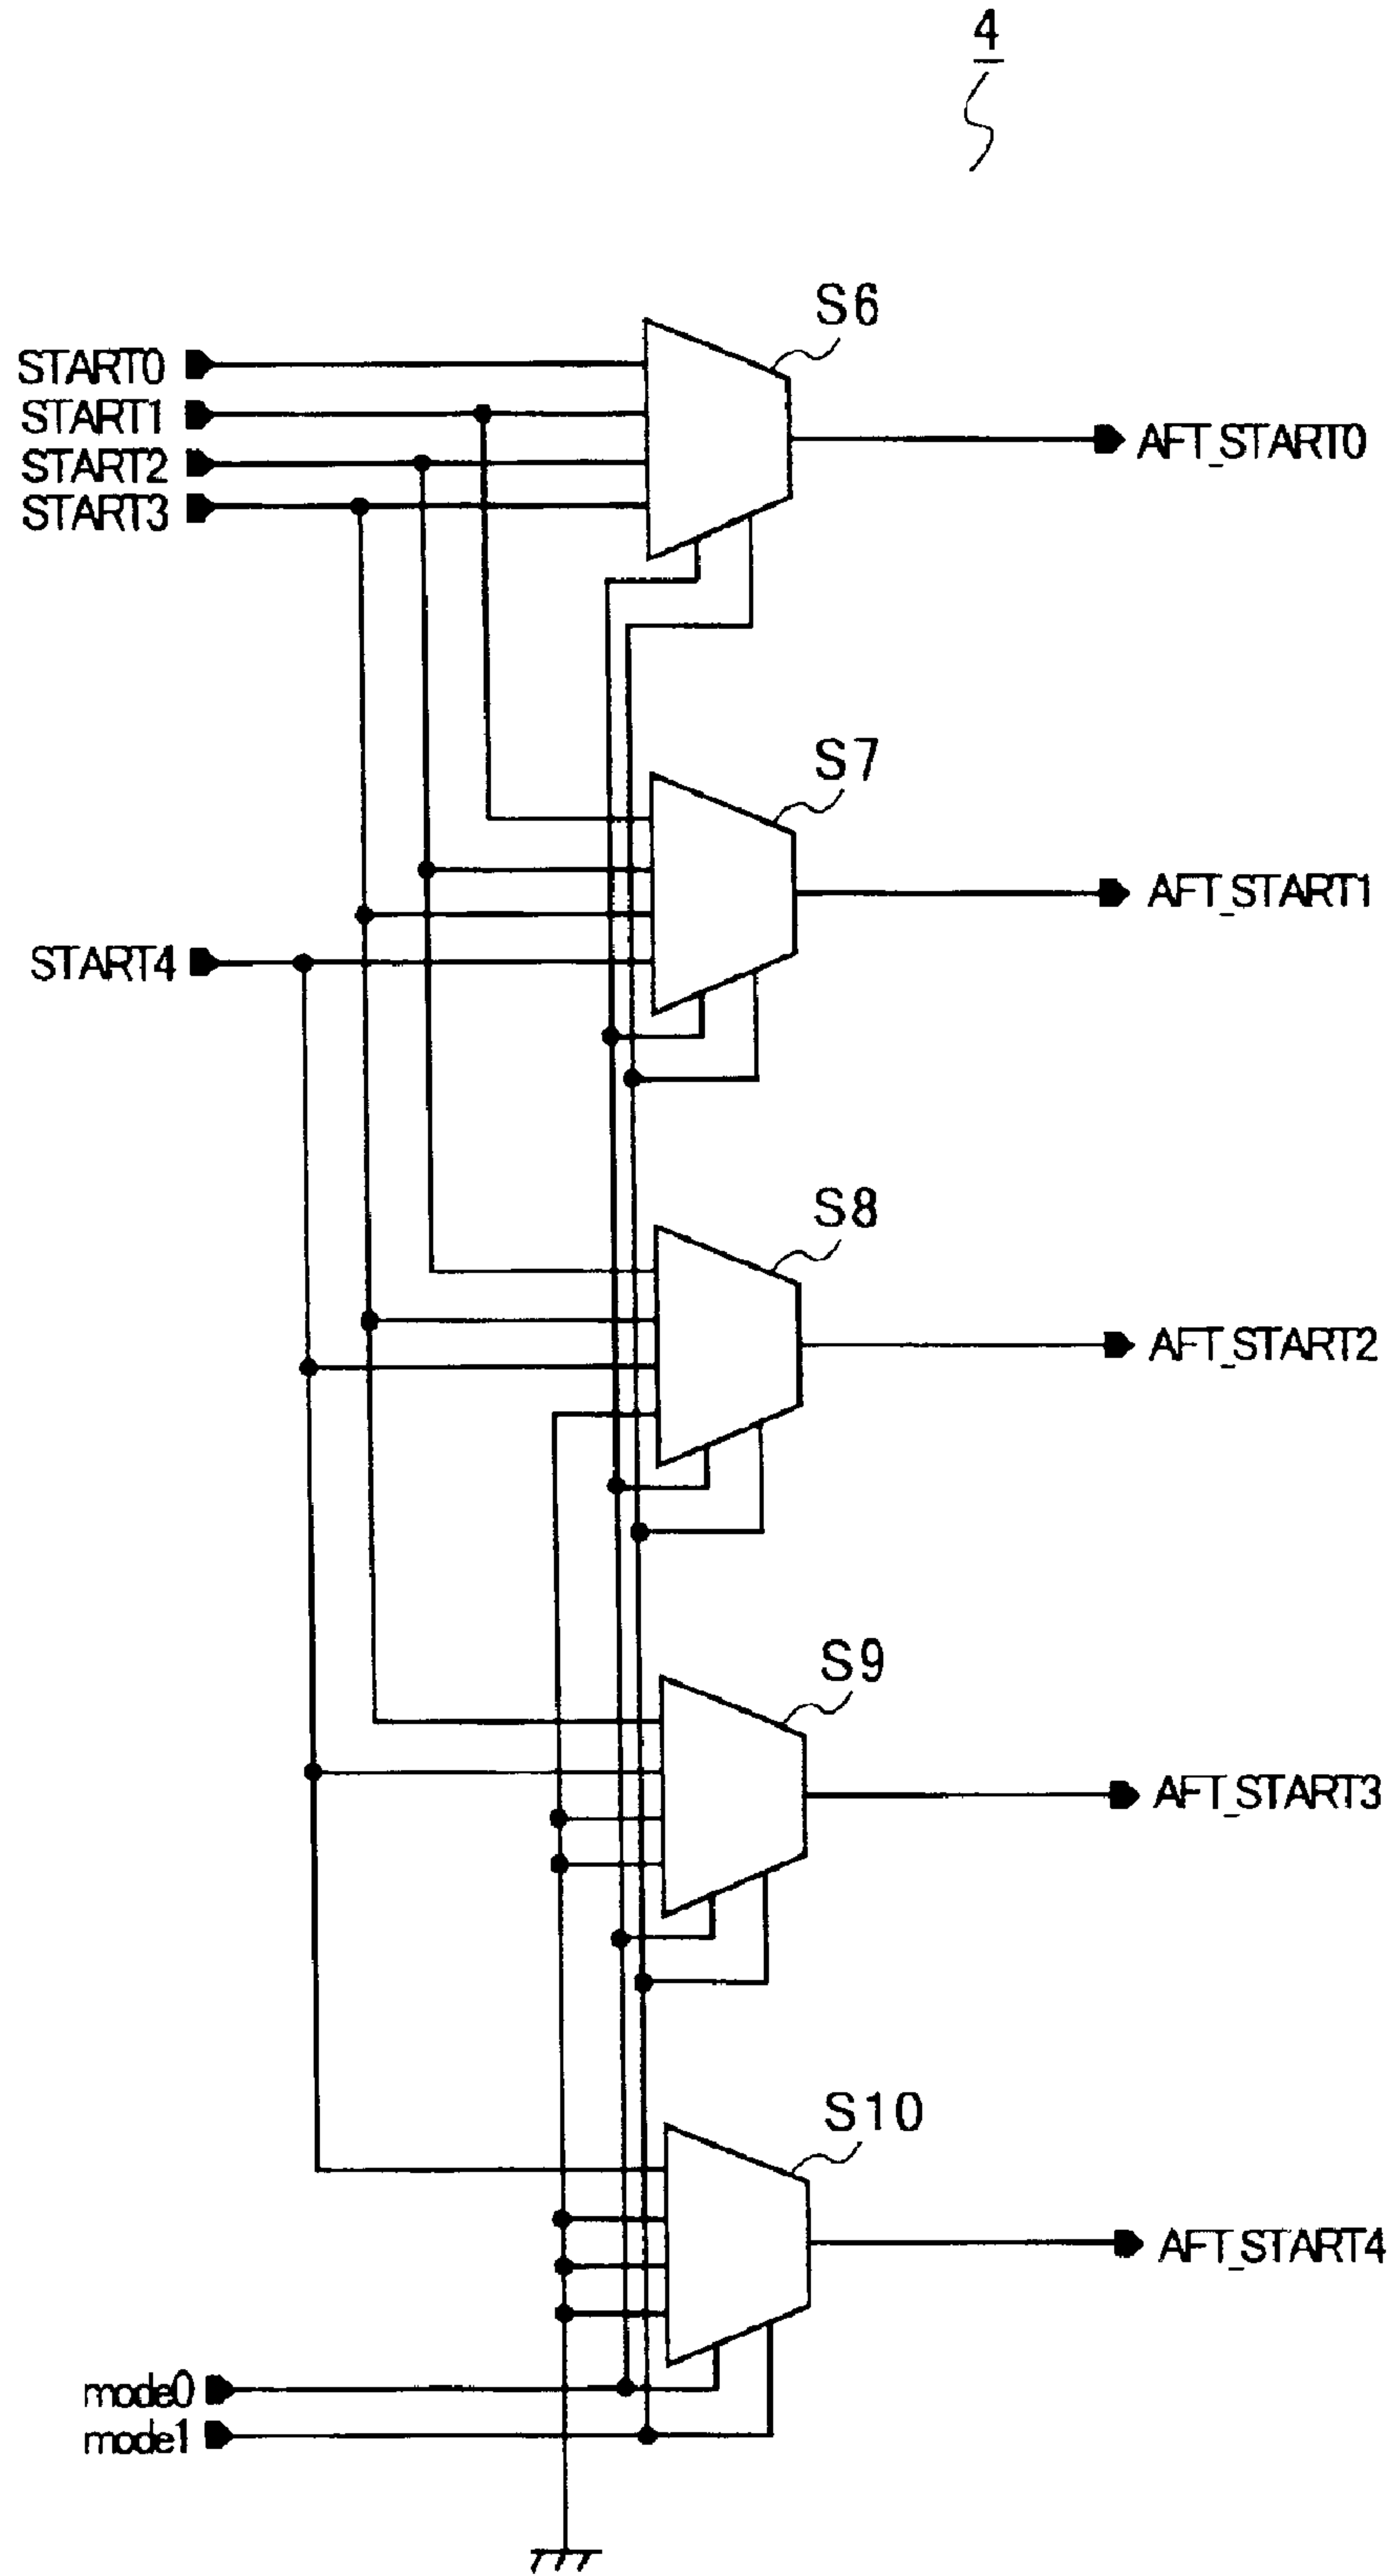 4
S6
START0
START1
START2
START3
AFT_START0
S7
AFT_START1
START4
S8
AFT_START2
S9
AFT_START3
S10
AFT_START4
mode0
mode1